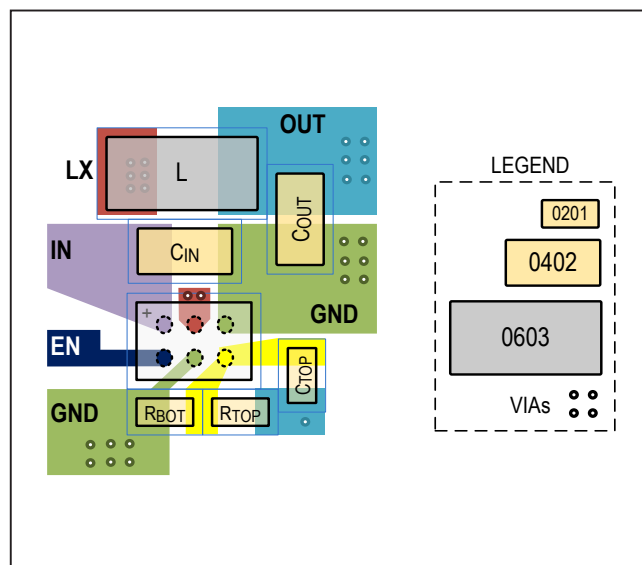 OUT
LEGEND
LX
L
COUT
0201
IN
CIN
0402
GND
+
0603
EN
CTOP
GND
RBOT
RTOP
VIAs